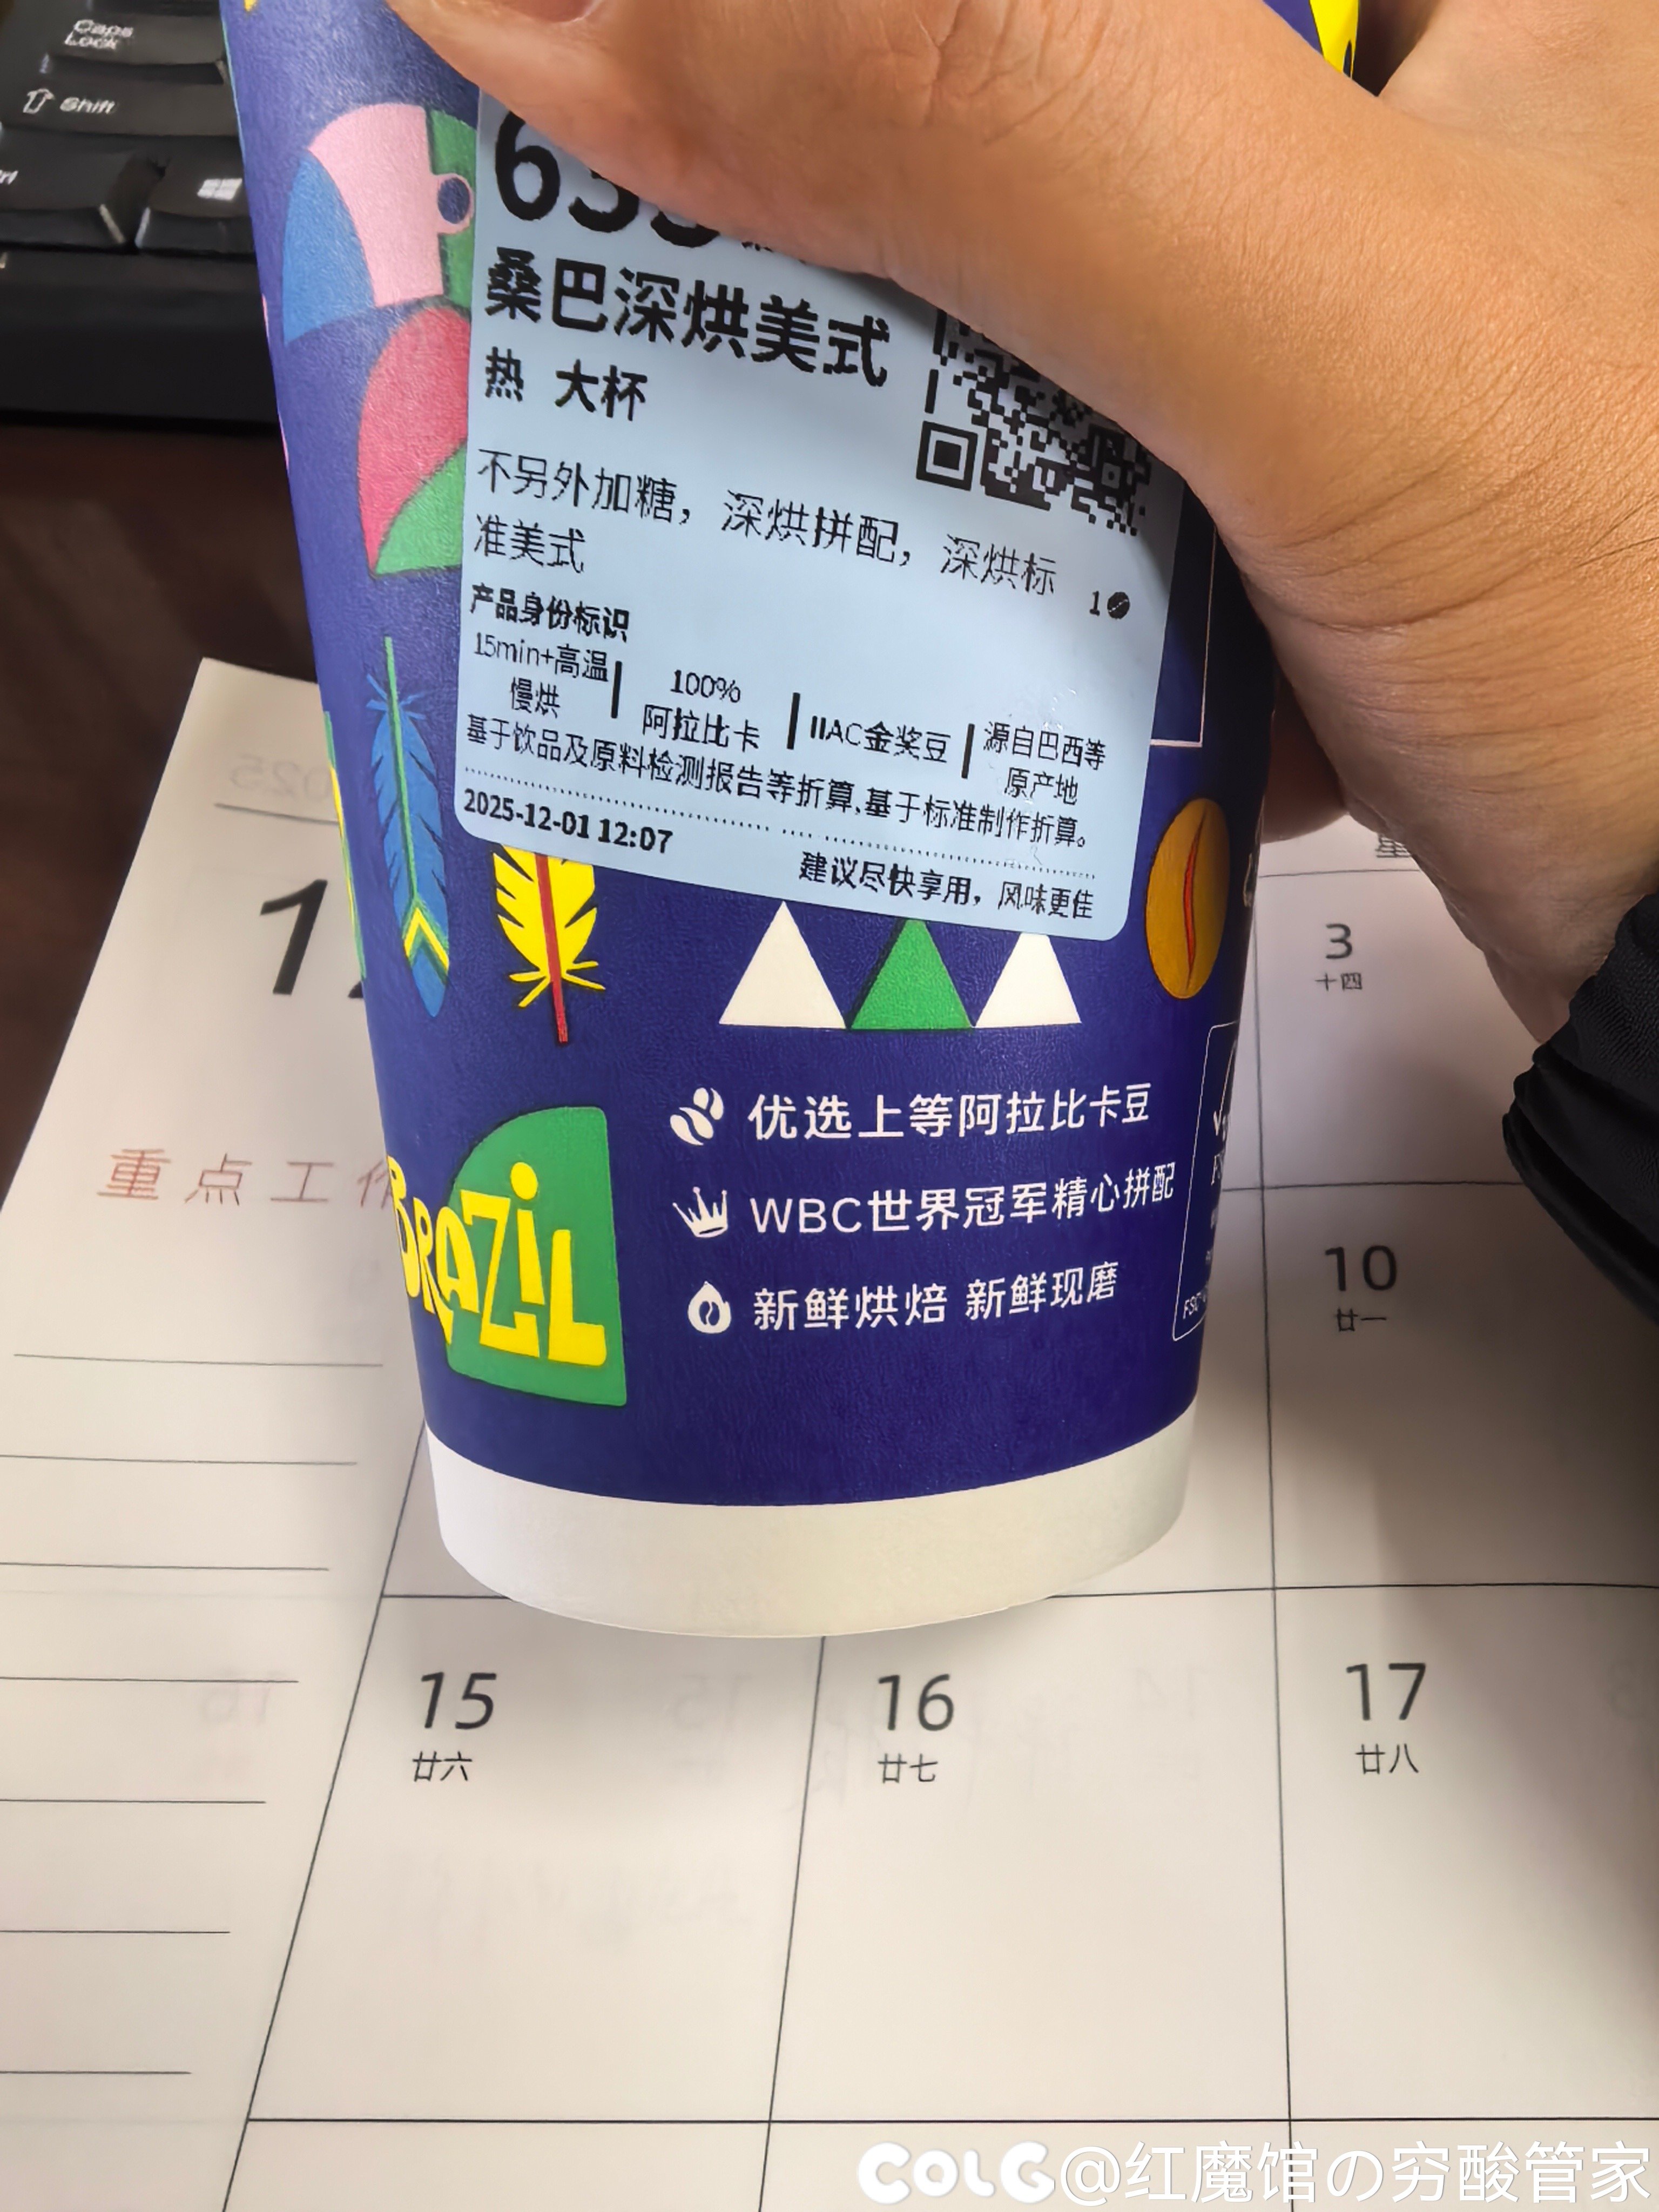 Caps
Lock
Shift
桑巴深烘美式
热 大杯
不另外加糖，深烘拼配，深烘标
准美式
1
产品身份标识
15min+高温
慢烘
100%
阿拉比卡
IIAC金奖豆
源自巴西等
原产地
基于饮品及原料检测报告等折算,基于标准制作折算。
2025-12-01 12:07
建议尽快享用，风味更佳
优选上等阿拉比卡豆
WBC世界冠军精心拼配
新鲜烘焙 新鲜现磨
BRAZIL
重点工作
3
十四
10
廿一
15
廿六
16
廿七
17
廿八
COLG@红魔馆の穷酸管家